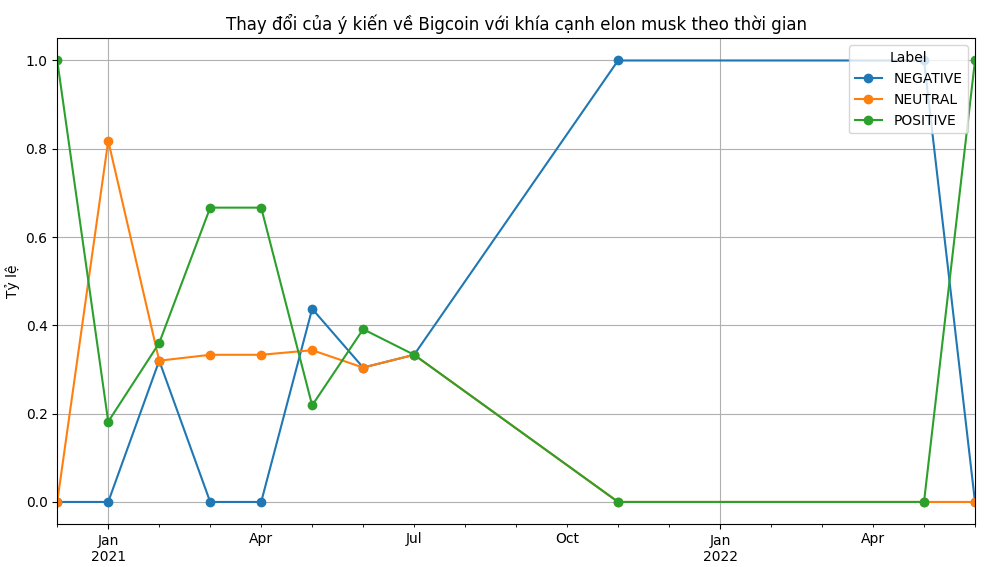 Thay đổi của ý kiến về Bigcoin với khía cạnh elon musk theo thời gian
Label
NEGATIVE
NEUTRAL
POSITIVE
Tỷ lệ
1.0
0.8
0.6
0.4
0.2
0.0
Jan
2021
Apr
Jul
Oct
Jan
2022
Apr